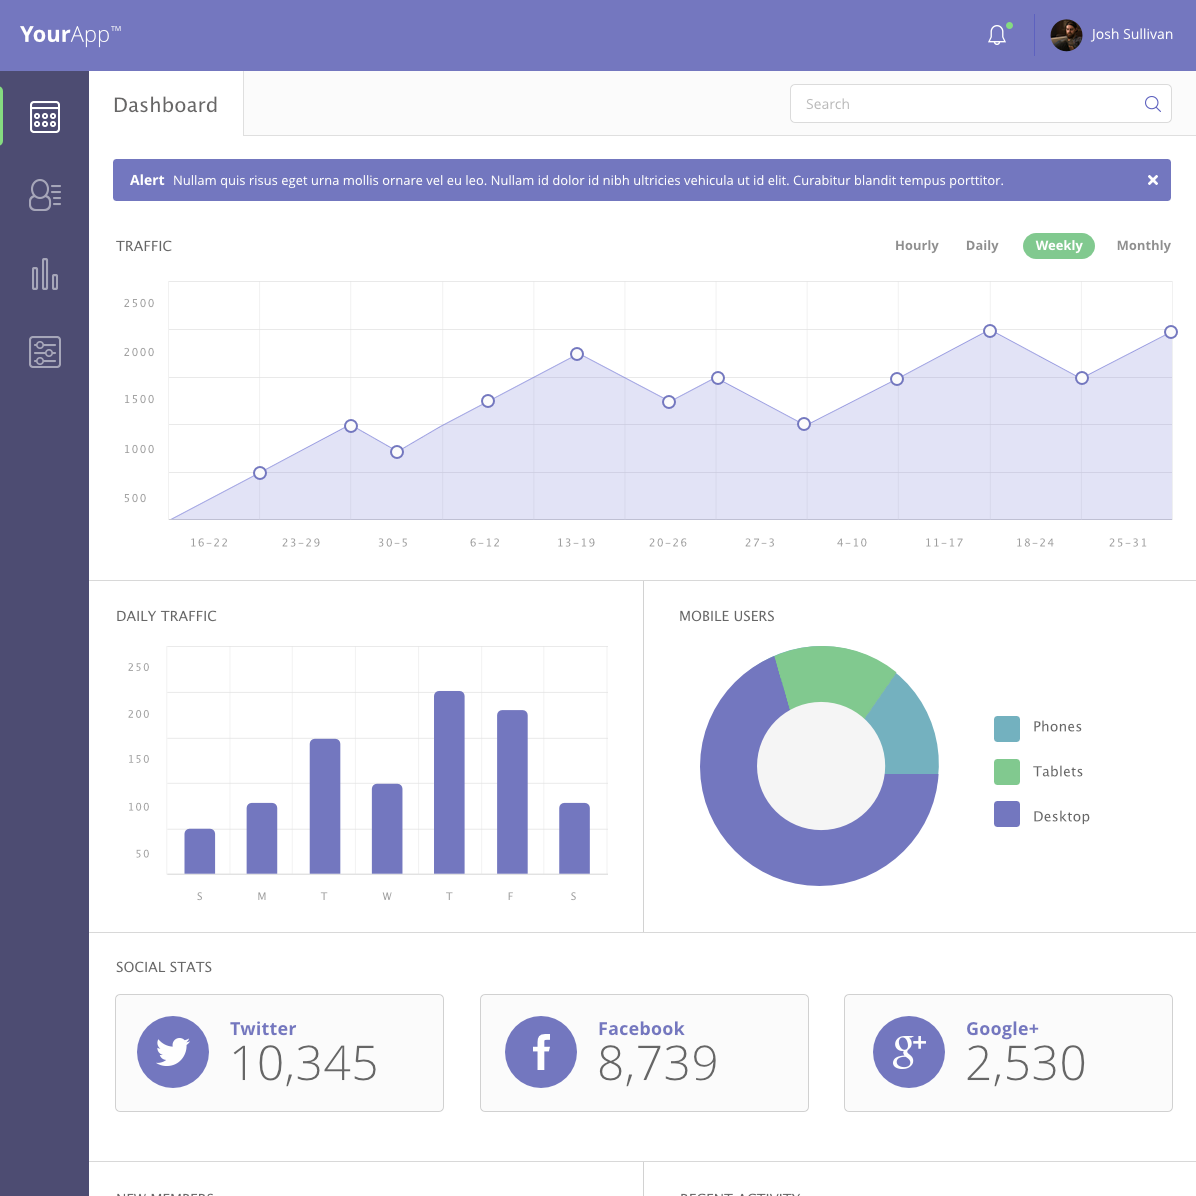 YourApp™
Josh Sullivan
Dashboard
Search
Alert Nullam quis risus eget urna mollis ornare vel eu leo. Nullam id dolor id nibh ultricies vehicula ut id elit. Curabitur blandit tempus porttitor.
TRAFFIC
Hourly Daily Weekly Monthly
2500
2000
1500
1000
500
16–22 23–29 30–5 6–12 13–19 20–26 27–3 4–10 11–17 18–24 25–31
DAILY TRAFFIC
250
200
150
100
50
S M T W T F S
MOBILE USERS
Phones
Tablets
Desktop
SOCIAL STATS
Twitter
10,345
Facebook
8,739
g+
Google+
2,530
NEW MEMBERS
RECENT ACTIVITY